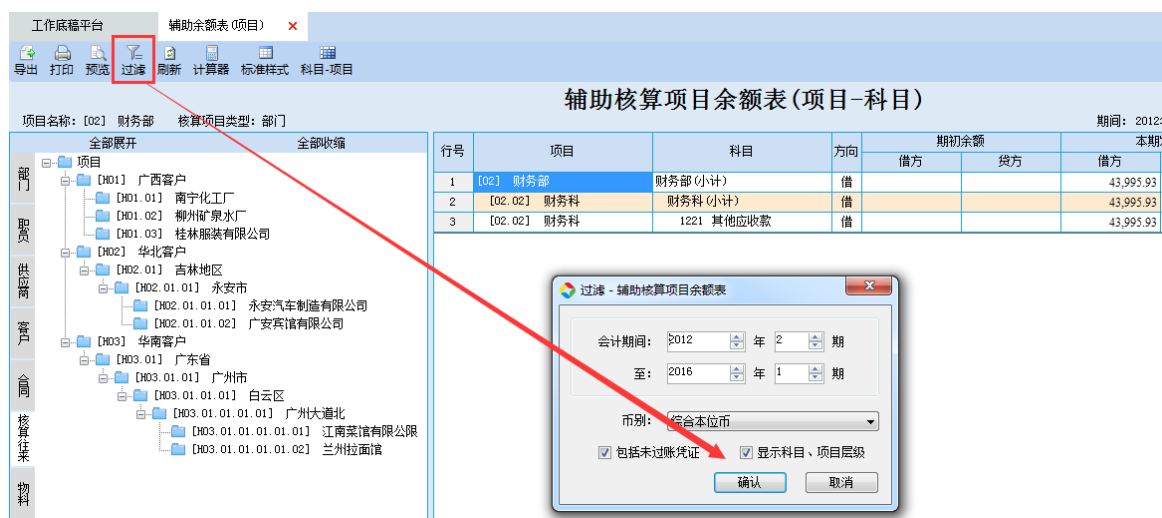 工作底稿平台 辅助余额表(项目) ×
导出 打印 预览 过滤 刷新 计算器 标准样式 科目-项目
辅助核算项目余额表(项目-科目)
项目名称: [02] 财务部 核算项目类型: 部门 期间: 2012
全部展开 全部收缩
行号 项目 科目 方向 期初余额 本期
借方 贷方 借方
1 [02] 财务部 财务部(小计) 借 43,995.93
2 [02.02] 财务科 财务科(小计) 借 43,995.93
3 [02.02] 财务科 1221 其他应收款 借 43,995.93
部门
职员
供应商
客户
合同
核算往来
物料
项目
[H01] 广西客户
[H01.01] 南宁化工厂
[H01.02] 柳州矿泉水厂
[H01.03] 桂林服装有限公司
[H02] 华北客户
[H02.01] 吉林地区
[H02.01.01] 永安市
[H02.01.01.01] 永安汽车制造有限公司
[H02.01.01.02] 广安宾馆有限公司
[H03] 华南客户
[H03.01] 广东省
[H03.01.01] 广州市
[H03.01.01.01] 白云区
[H03.01.01.01.01] 广州大道北
[H03.01.01.01.01.01] 江南菜馆有限公限
[H03.01.01.01.01.02] 兰州拉面馆
过滤 - 辅助核算项目余额表
会计期间: 2012 年 2 期
至: 2016 年 1 期
币别: 综合本位币
包括未过账凭证 显示科目、项目层级
确认 取消